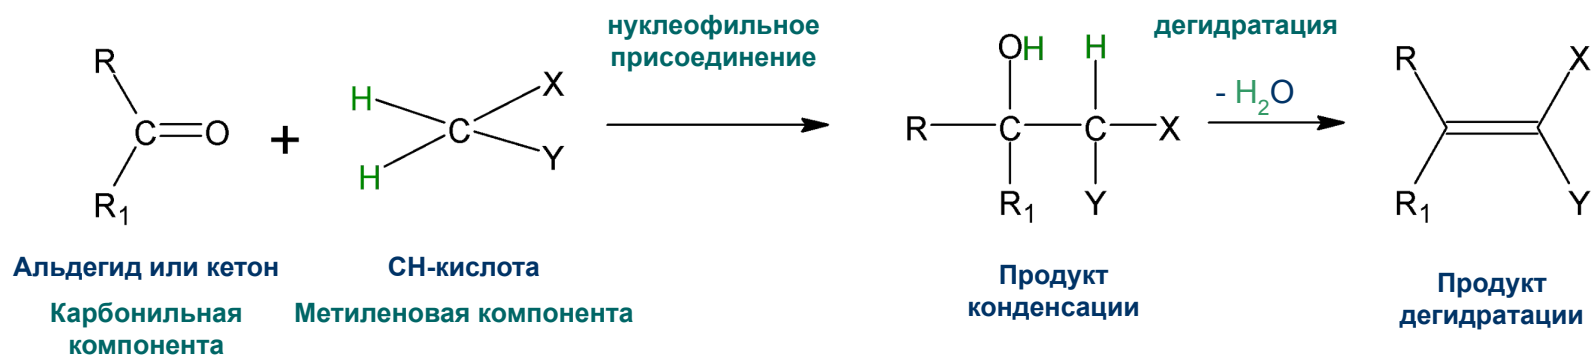 нуклеофильное
присоединение
дегидратация
R
C
O
R1
+
H
H
C
X
Y
OH
H
R
C
C
X
R1
Y
- H2O
R
X
R1
Y
Альдегид или кетон
СН-кислота
Карбонильная
компонента
Метиленовая компонента
Продукт
конденсации
Продукт
дегидратации